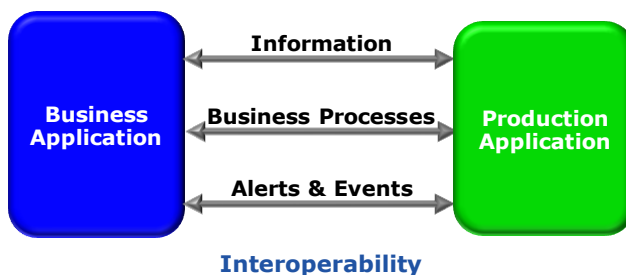 Information
Business
Application
Business Processes
Production
Application
Alerts & Events
Interoperability